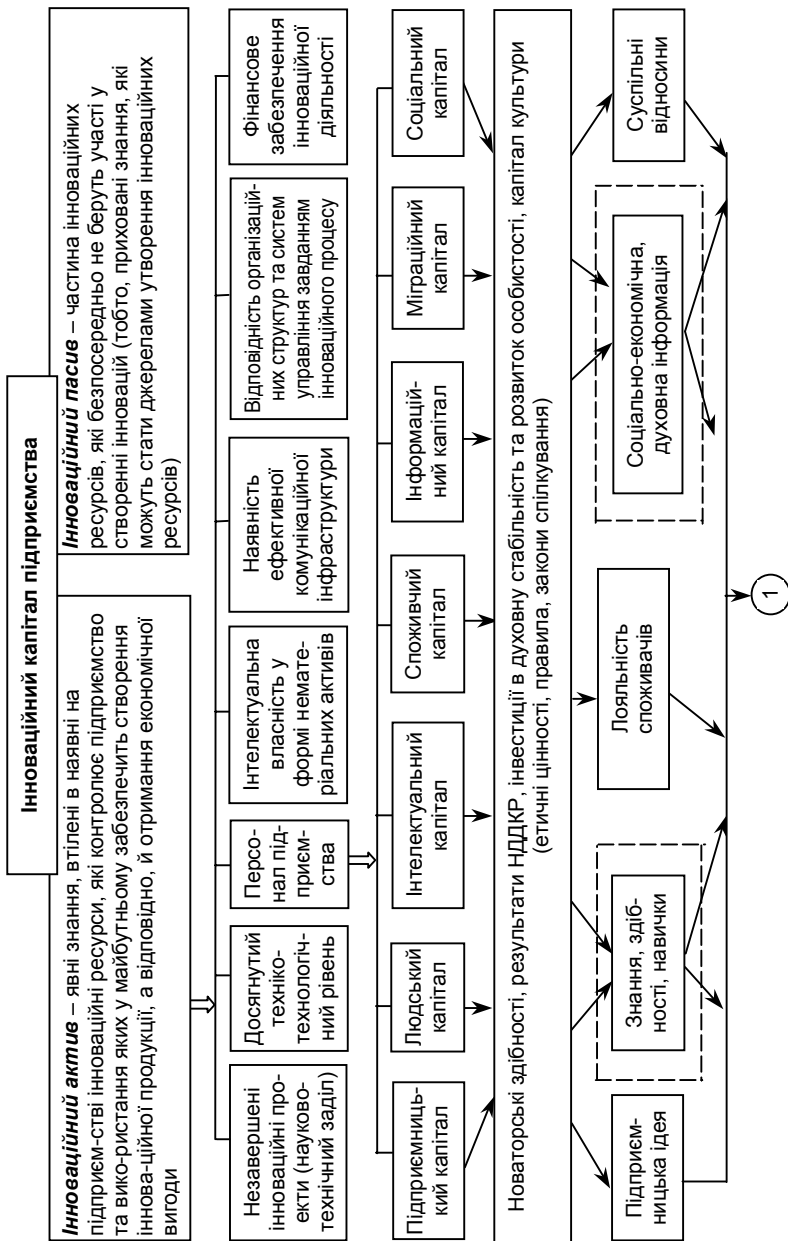 Інноваційний капітал підприємства
Інноваційний актив – явні знання, втілені в наявні на
підприєм-стві інноваційні ресурси, які контролює підприємство
та вико-ристання яких у майбутньому забезпечить створення
іннова-ційної продукції, а відповідно, й отримання економічної
вигоди
Інноваційний пасив – частина інноваційних
ресурсів, які безпосередньо не беруть участі у
створенні інновацій (тобто, приховані знання, які
можуть стати джерелами утворення інноваційних
ресурсів)
Незавершені
інноваційні про-
екти (науково-
технічний заділ)
Досягнутий
техніко-
технологіч-
ний рівень
Персо-
нал під-
приєм-
ства
Інтелектуальна
власність у
формі немате-
ріальних активів
Наявність
ефективної
комунікаційної
інфраструктури
Відповідність організацій-
них структур та систем
управління завданням
інноваційного процесу
Фінансове
забезпечення
інноваційної
діяльності
Підприємниць-
кий капітал
Людський
капітал
Інтелектуальний
капітал
Споживчий
капітал
Інформацій-
ний капітал
Міграційний
капітал
Соціальний
капітал
Новаторські здібності, результати НДДКР, інвестиції в духовну стабільність та розвиток особистості, капітал культури
(етичні цінності, правила, закони спілкування)
Підприєм-
ницька ідея
Знання, здіб-
ності, навички
Лояльність
споживачів
Соціально-економічна,
духовна інформація
Суспільні
відносини
1